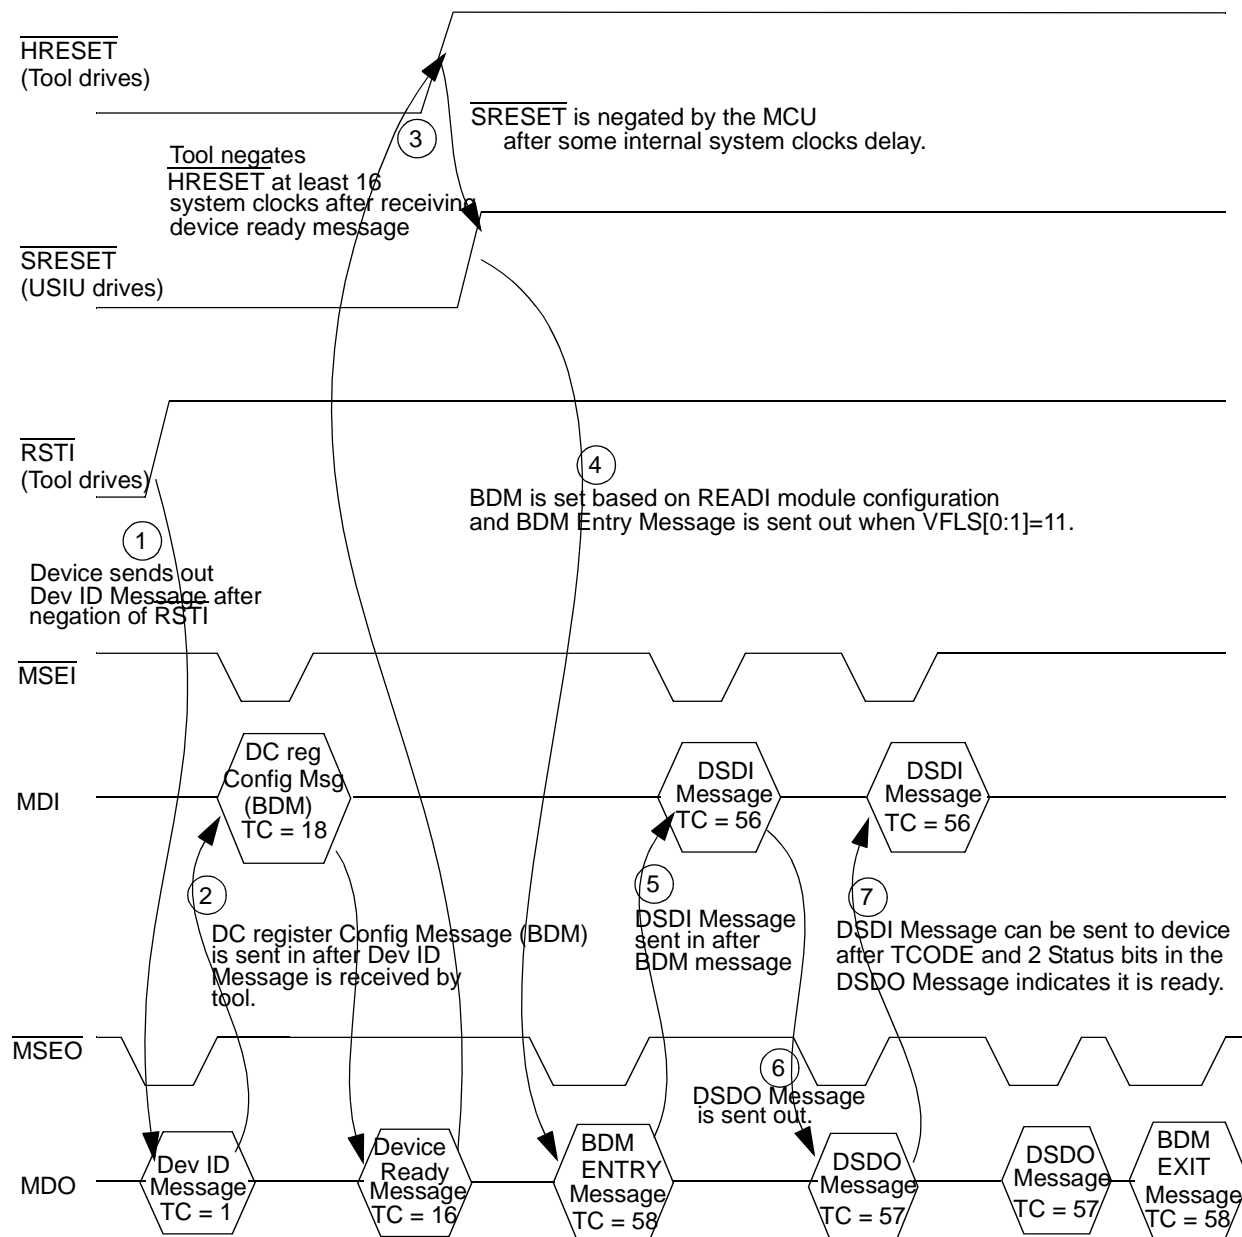 HRESET
(Tool drives)
3
SRESET is negated by the MCU
after some internal system clocks delay.
Tool negates
HRESET at least 16
system clocks after receiving
device ready message
SRESET
(USIU drives)
RSTI
(Tool drives)
4
BDM is set based on READI module configuration
and BDM Entry Message is sent out when VFLS[0:1]=11.
1
Device sends out
Dev ID Message after
negation of RSTI
MSEI
MDI
DC reg
Config Msg
(BDM)
TC = 18
DSDI
Message
TC = 56
DSDI
Message
TC = 56
2
DC register Config Message (BDM)
is sent in after Dev ID
Message is received by
tool.
5
DSDI Message
sent in after
BDM message
7
DSDI Message can be sent to device
after TCODE and 2 Status bits in the
DSDO Message indicates it is ready.
MSEO
6
DSDO Message
is sent out.
MDO
Dev ID
Message
TC = 1
Device
Ready
Message
TC = 16
BDM
ENTRY
Message
TC = 58
DSDO
Message
TC = 57
DSDO
Message
TC = 57
BDM
EXIT
Message
TC = 58